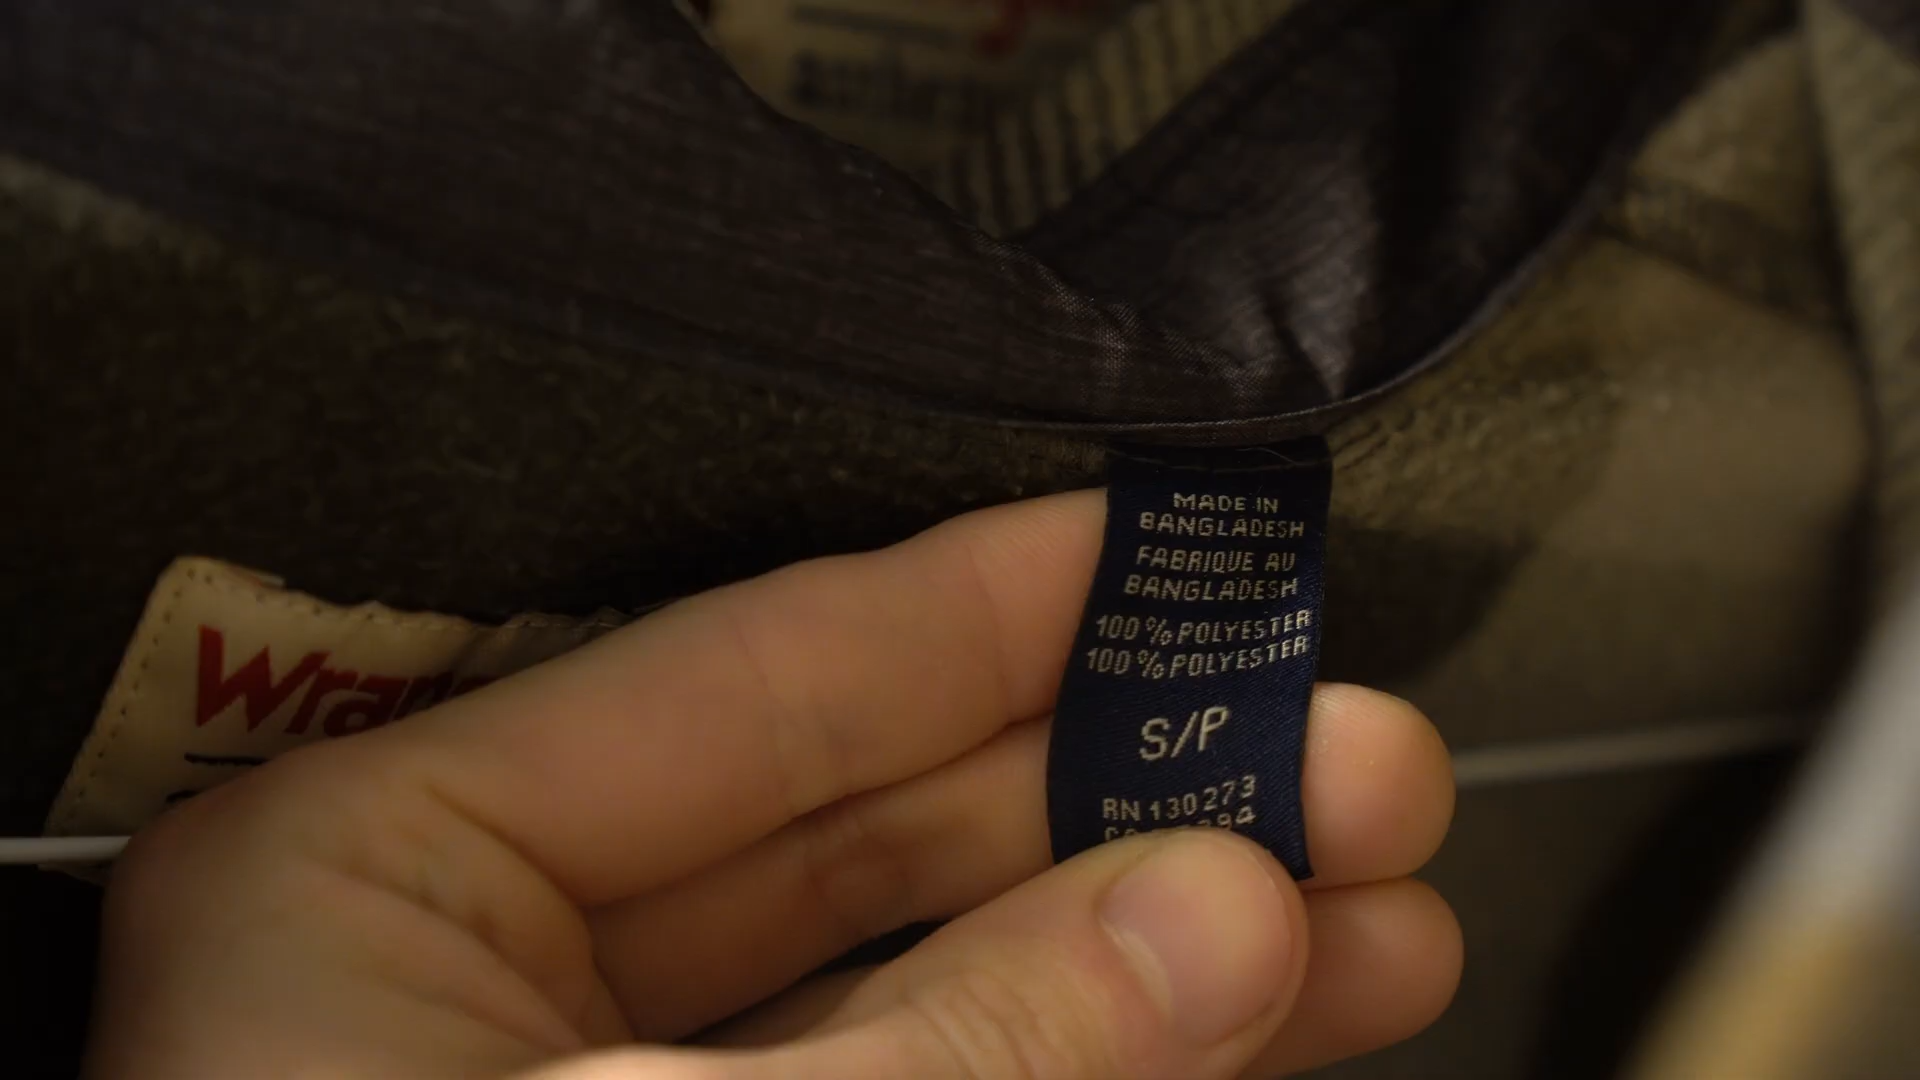 MADE IN
BANGLADESH
FABRIQUE AU
BANGLADESH
100% POLYESTER
100% POLYESTER
S/P
RN 130273